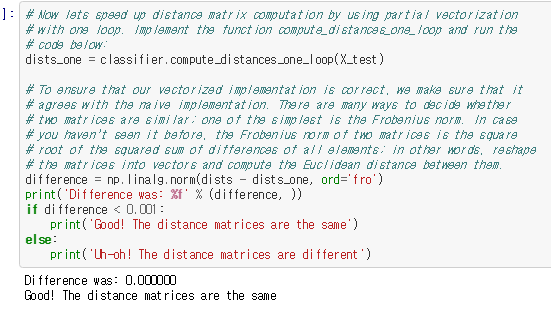 ]: # Now lets speed up distance matrix computation by using partial vectorization
# with one loop. Implement the function compute_distances_one_loop and run the
# code below:
dists_one = classifier.compute_distances_one_loop(X_test)
# To ensure that our vectorized implementation is correct, we make sure that it
# agrees with the naive implementation. There are many ways to decide whether
# two matrices are similar; one of the simplest is the Frobenius norm. In case
# you haven't seen it before, the Frobenius norm of two matrices is the square
# root of the squared sum of differences of all elements; in other words, reshape
# the matrices into vectors and compute the Euclidean distance between them.
difference = np.linalg.norm(dists - dists_one, ord='fro')
print('Difference was: %f' % (difference, ))
if difference < 0.001:
    print('Good! The distance matrices are the same')
else:
    print('Uh-oh! The distance matrices are different')
Difference was: 0.000000
Good! The distance matrices are the same